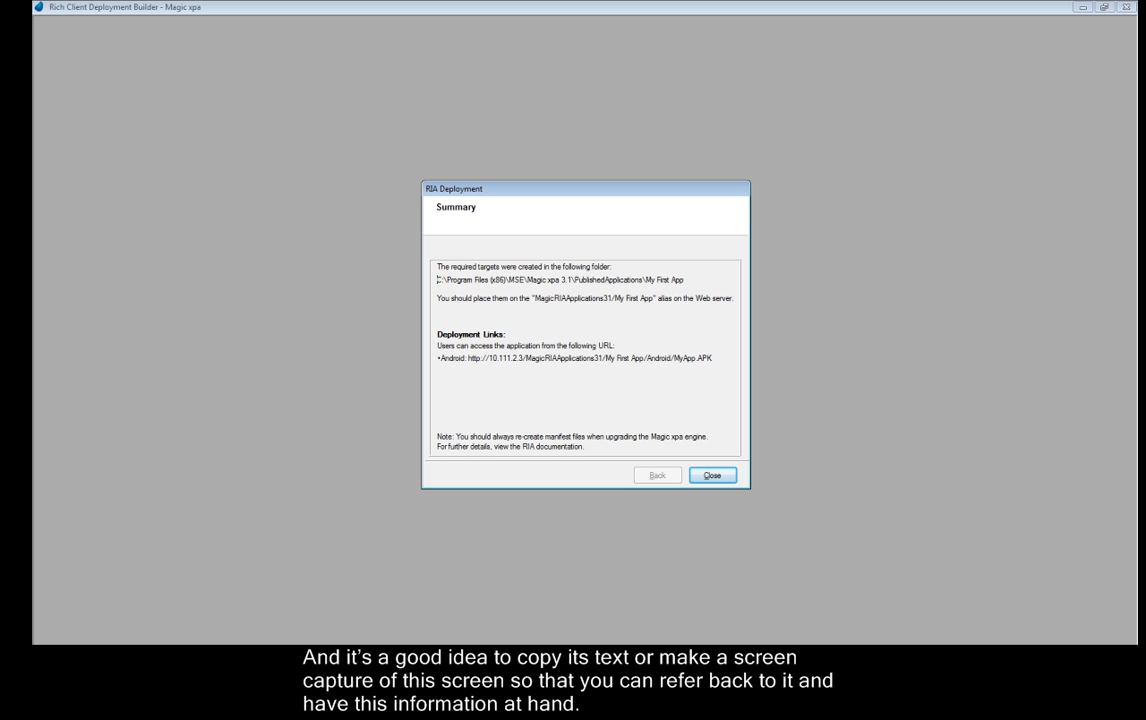 Rich Client Deployment Builder - Magic xpa
RIA Deployment
Summary
The required targets were created in the following folder:
C:\Program Files (x86)\MSE\Magic xpa 3.1\PublishedApplications\My First App
You should place them on the "MagicRIAApplications31/My First App" alias on the Web server.
Deployment Links:
Users can access the application from the following URL:
•Android: http://10.111.2.3/MagicRIAApplications31/My First App/Android/MyApp.APK
Note: You should always re-create manifest files when upgrading the Magic xpa engine.
For further details, view the RIA documentation.
Back Close
And it’s a good idea to copy its text or make a screen
capture of this screen so that you can refer back to it and
have this information at hand.